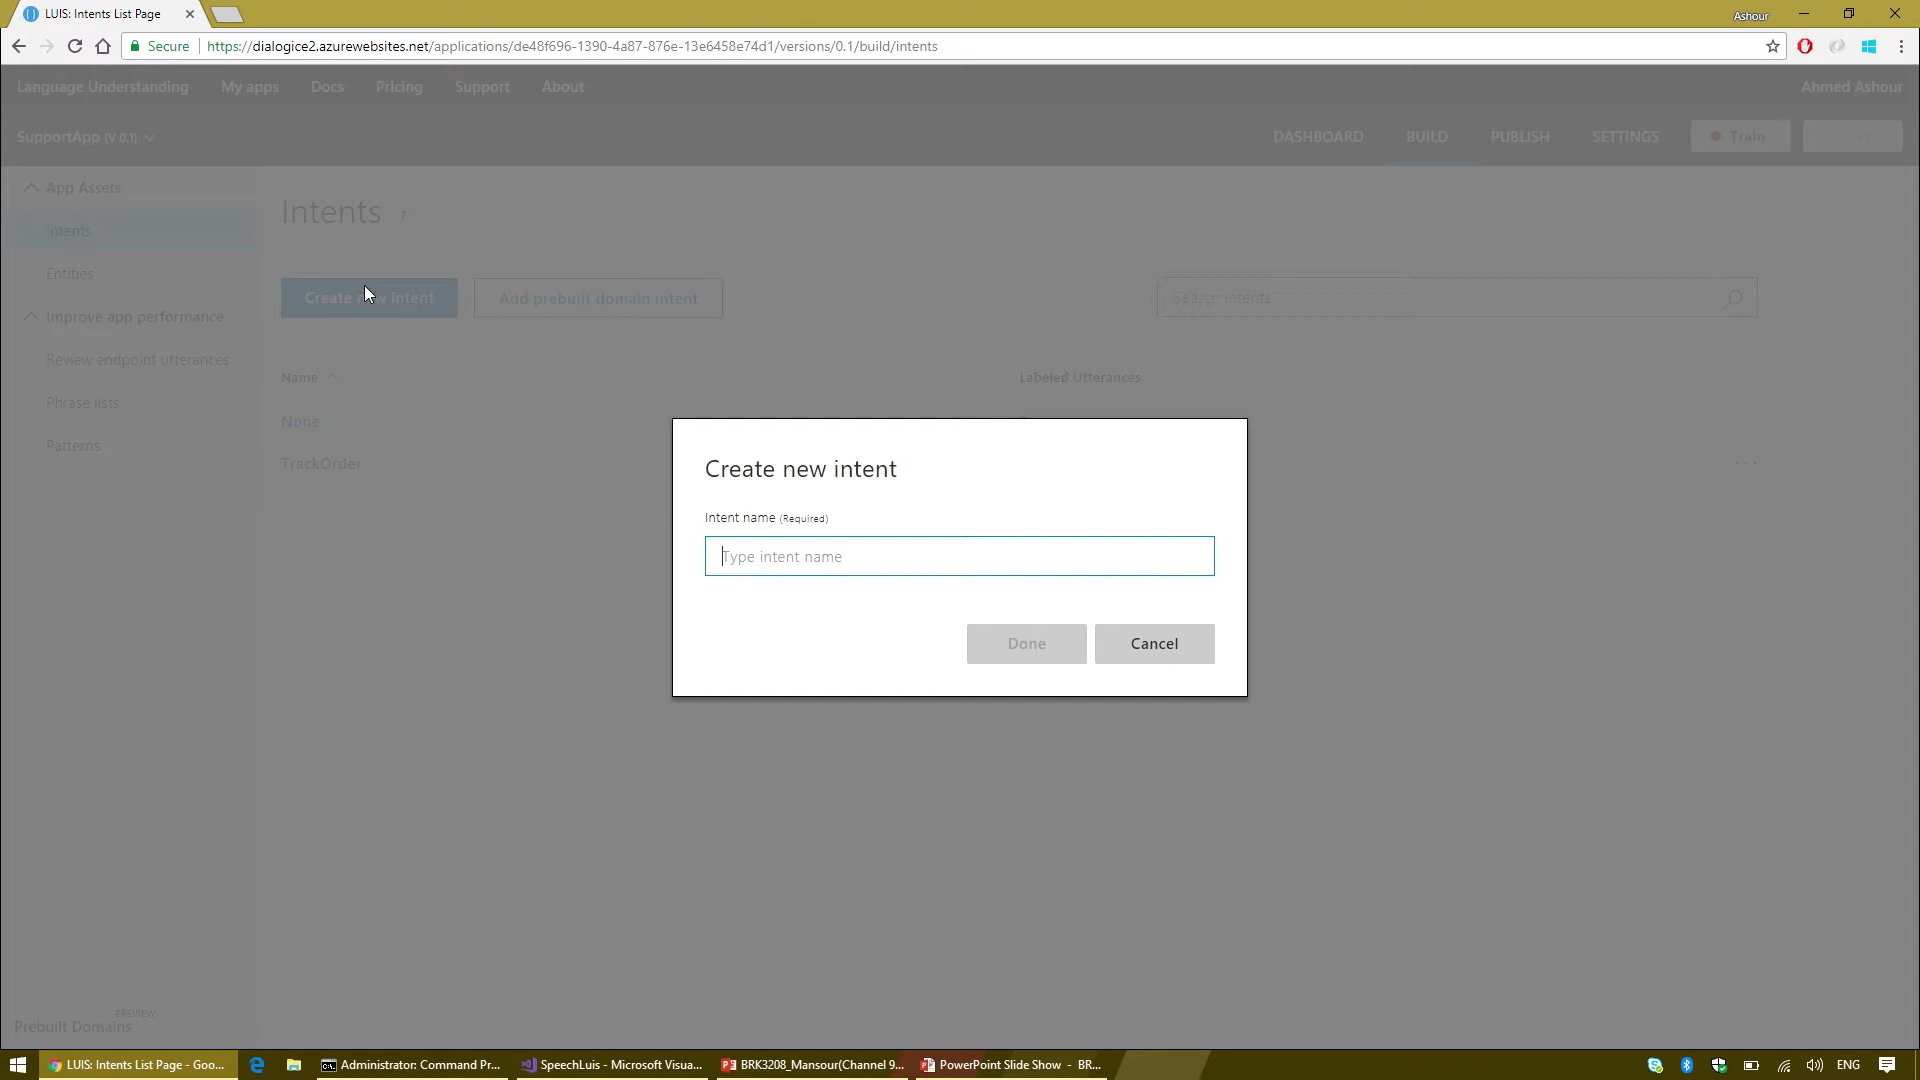 LUIS: Intents List Page
Ashour
Secure
https://dialogice2.azurewebsites.net/applications/de48f696-1390-4a87-876e-13e6458e74d1/versions/0.1/build/intents
Language Understanding My apps Docs Pricing Support About Ahmed Ashour
SupportApp (V 0.1) DASHBOARD BUILD PUBLISH SETTINGS Train
App Assets
Intents
Entities
Improve app performance
Review endpoint utterances
Phrase lists
Patterns
Intents ?
Create new intent Add prebuilt domain intent Search intents
Name Labeled Utterances
None
TrackOrder ...
Create new intent
Intent name (Required)
Type intent name
Done Cancel
PREVIEW
Prebuilt Domains
LUIS: Intents List Page - Goo... Administrator: Command Pr... SpeechLuis - Microsoft Visua... BRK3208_Mansour(Channel 9... PowerPoint Slide Show - BR... ENG